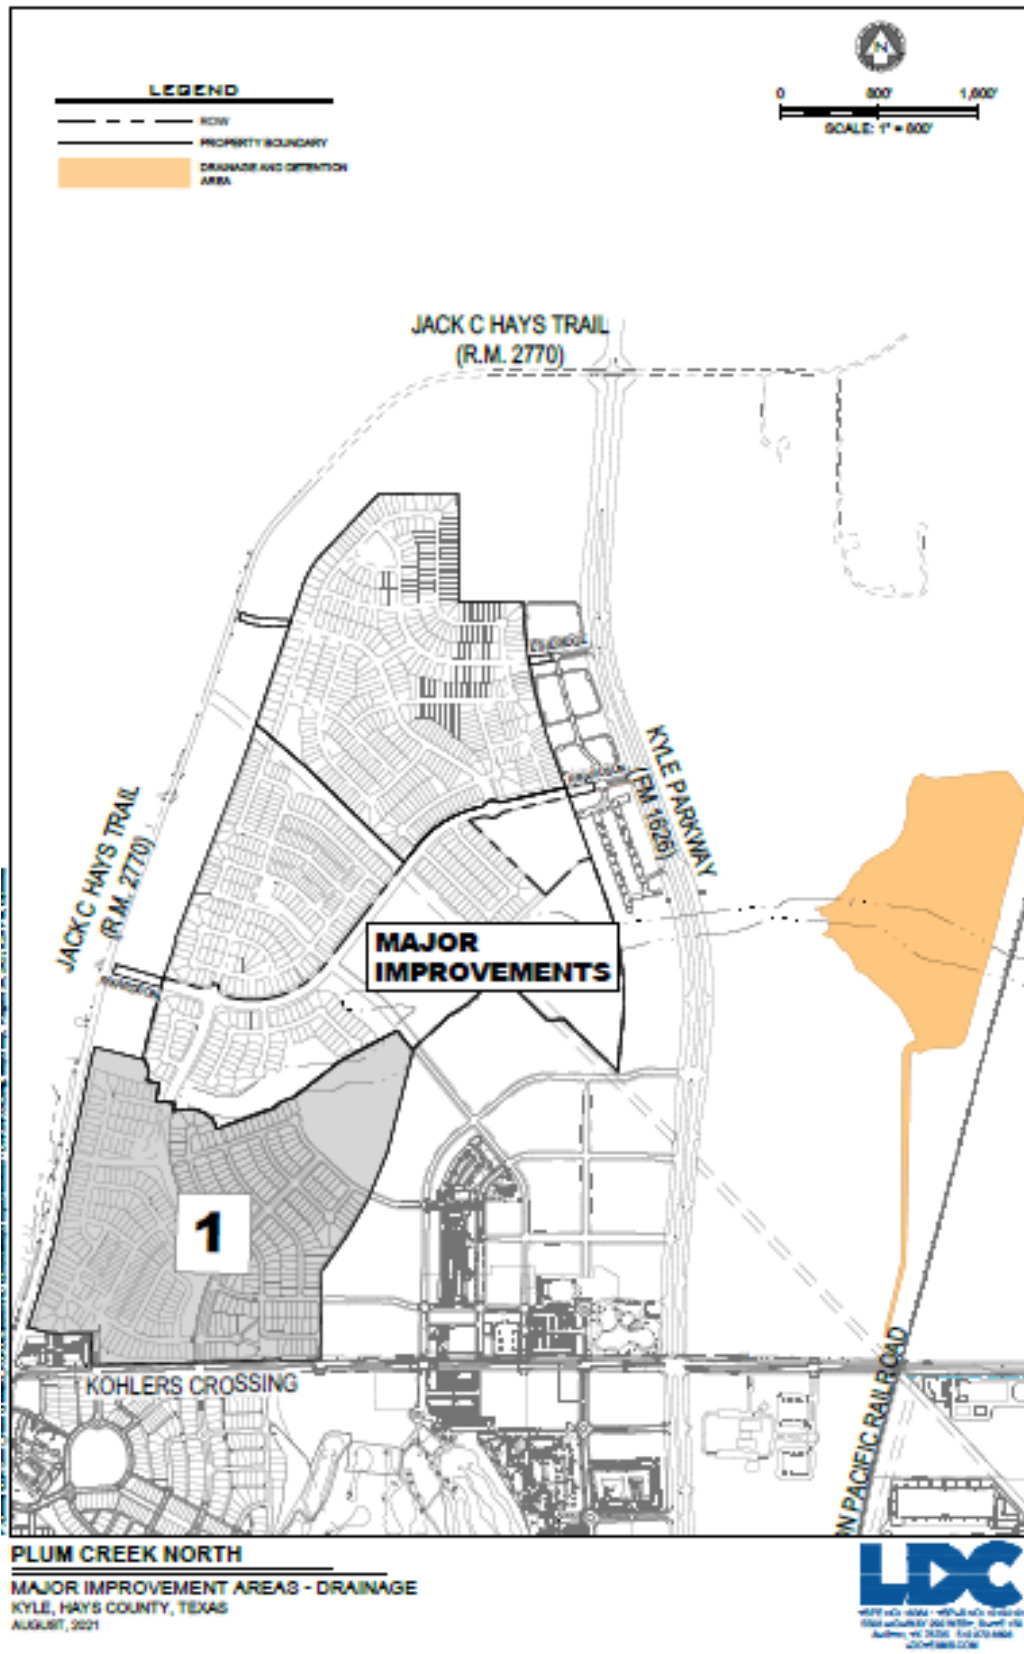 LEGEND
ROW
PROPERTY BOUNDARY
DRAINAGE AND DETENTION
AREA
N
0 800' 1,600'
SCALE: 1" = 800'
JACK C HAYS TRAIL
(R.M. 2770)
KYLE PARKWAY
(FM 1626)
JACK C HAYS TRAIL
(R.M. 2770)
MAJOR
IMPROVEMENTS
1
KOHLERS CROSSING
ON PACIFIC RAILROAD
PLUM CREEK NORTH
MAJOR IMPROVEMENT AREAS - DRAINAGE
KYLE, HAYS COUNTY, TEXAS
AUGUST, 2021
LDC